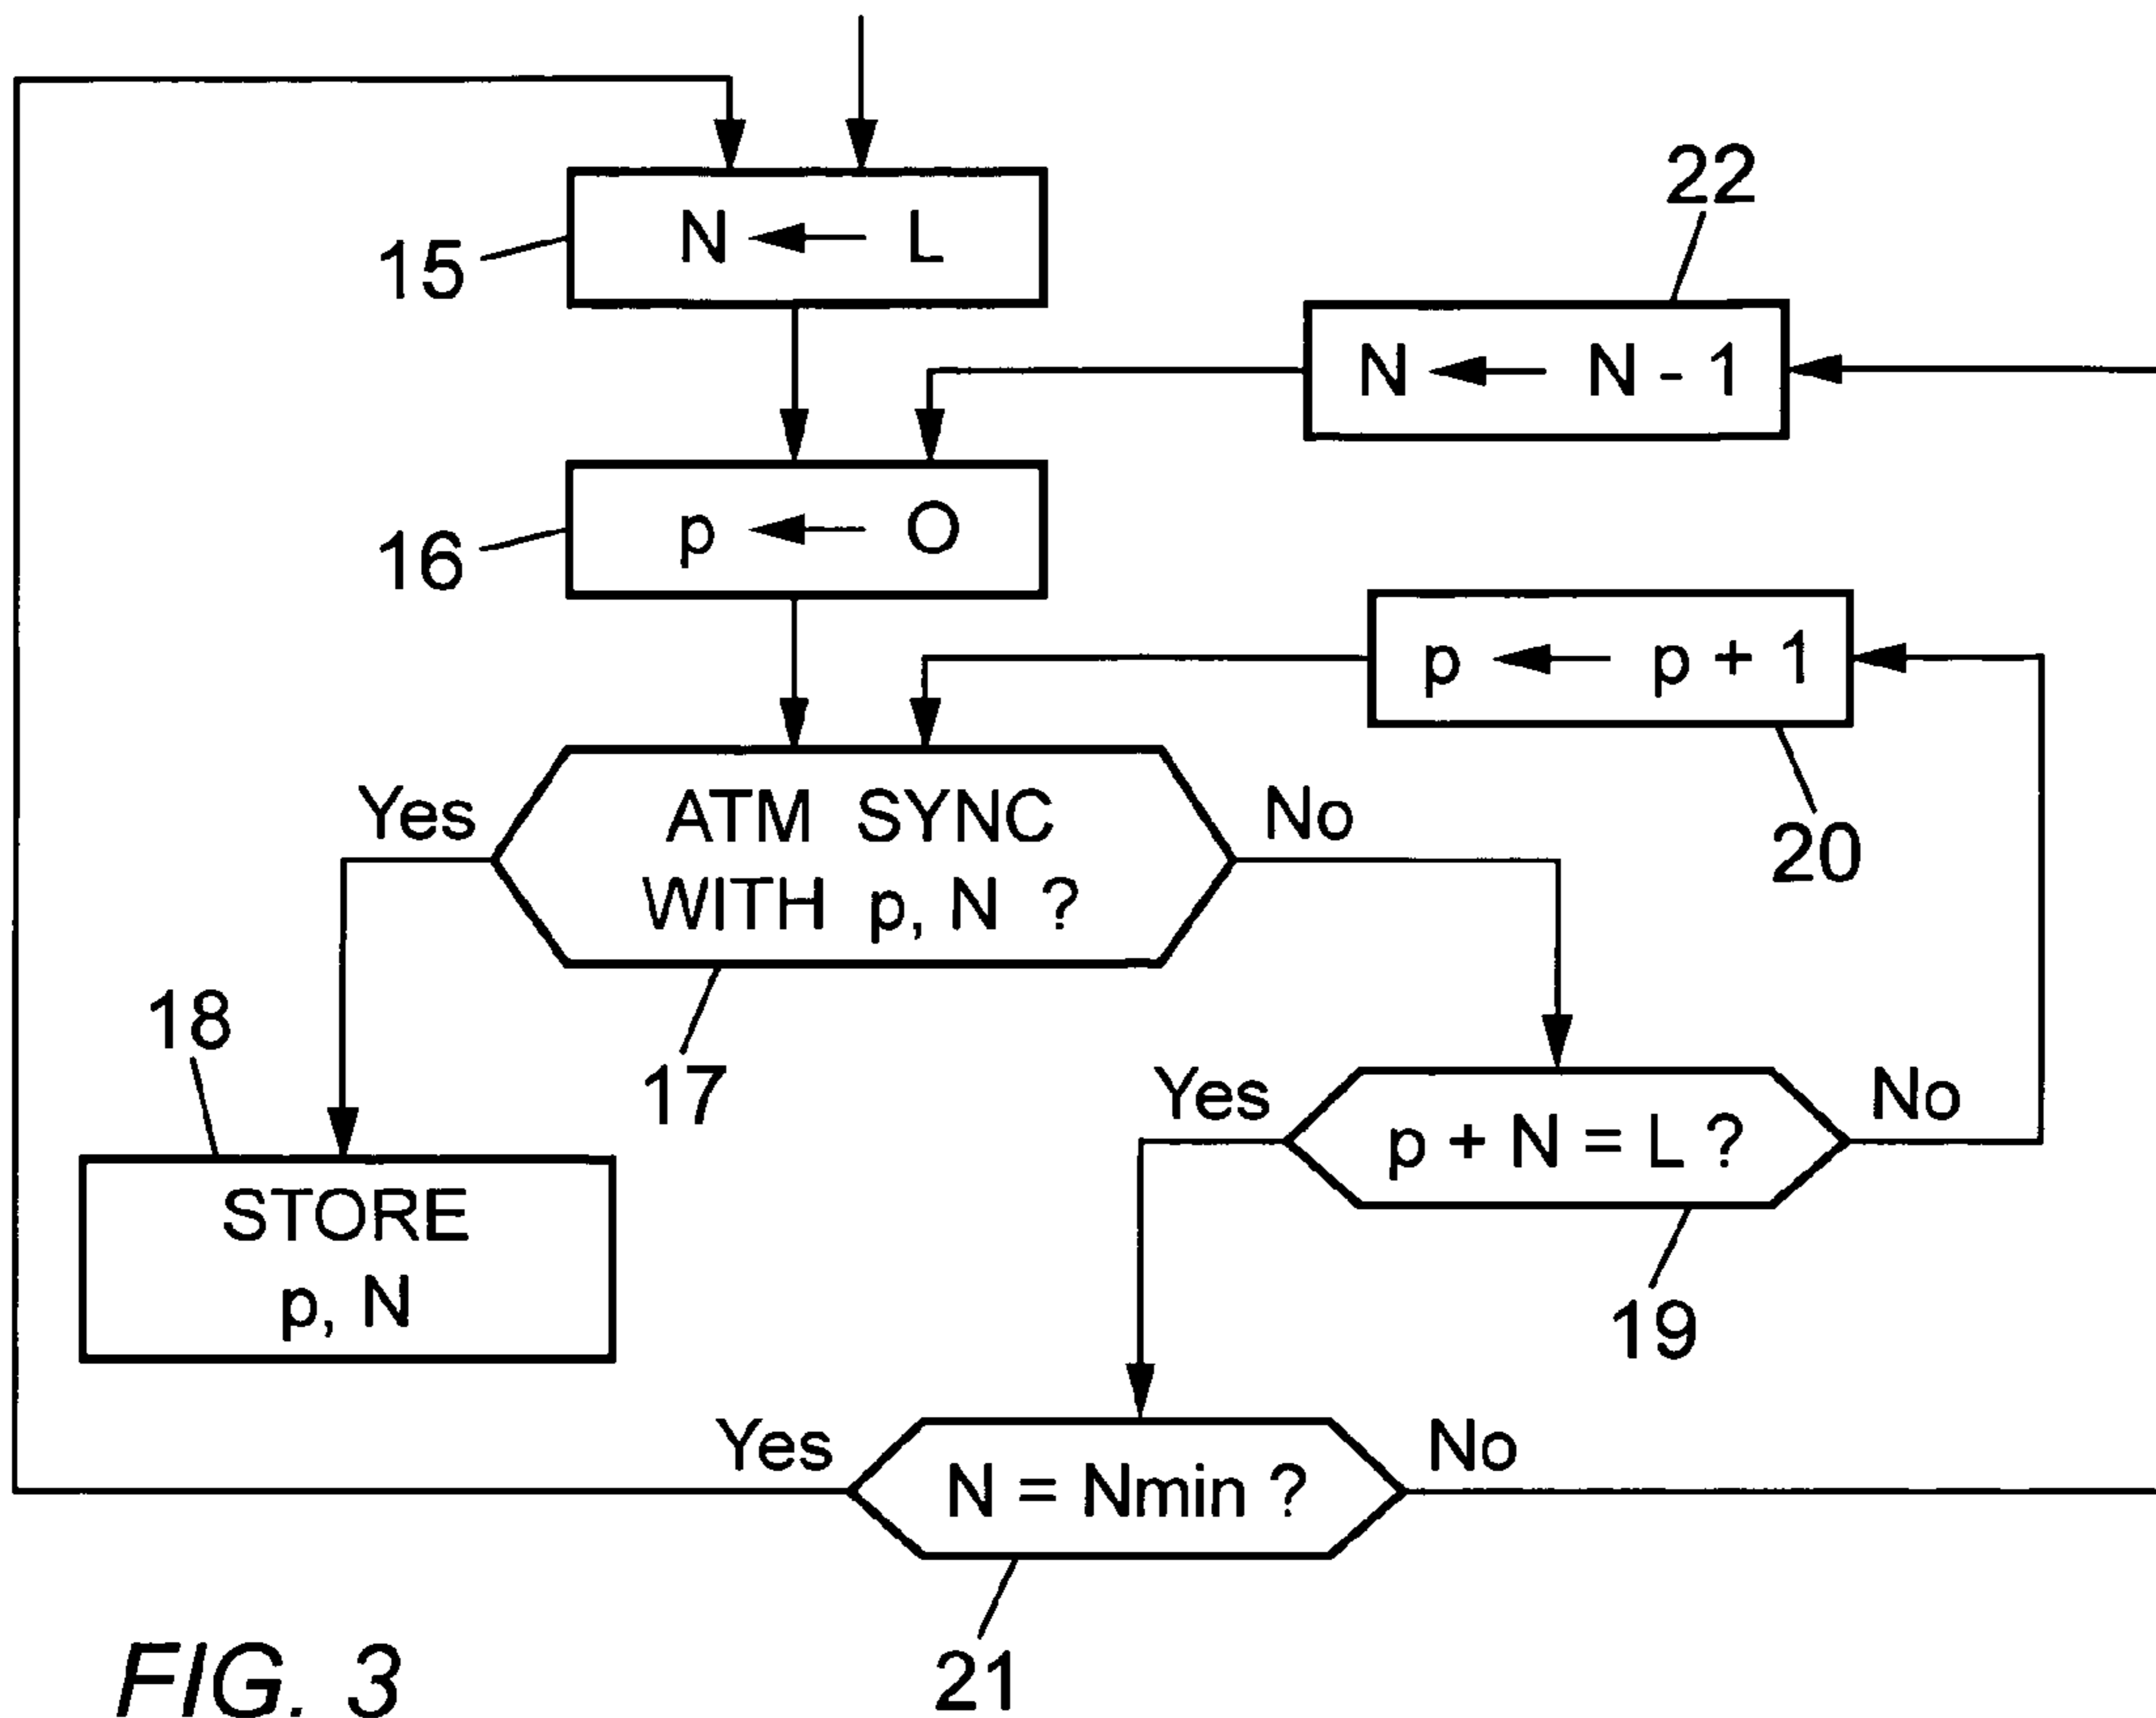 N ← L
15
22
N ← N - 1
p ← O
16
p ← p + 1
20
Yes
ATM SYNC
WITH p, N ?
No
17
18
STORE
p, N
Yes
p + N = L ?
No
19
Yes
N = Nmin ?
No
21
FIG. 3